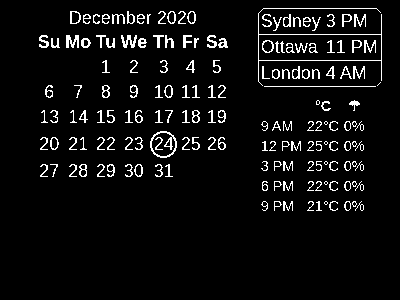 December 2020
Su Mo Tu We Th Fr Sa
1 2 3 4 5
6 7 8 9 10 11 12
13 14 15 16 17 18 19
20 21 22 23 24 25 26
27 28 29 30 31
Sydney 3 PM
Ottawa 11 PM
London 4 AM
°C ☂
9 AM 22°C 0%
12 PM 25°C 0%
3 PM 25°C 0%
6 PM 22°C 0%
9 PM 21°C 0%